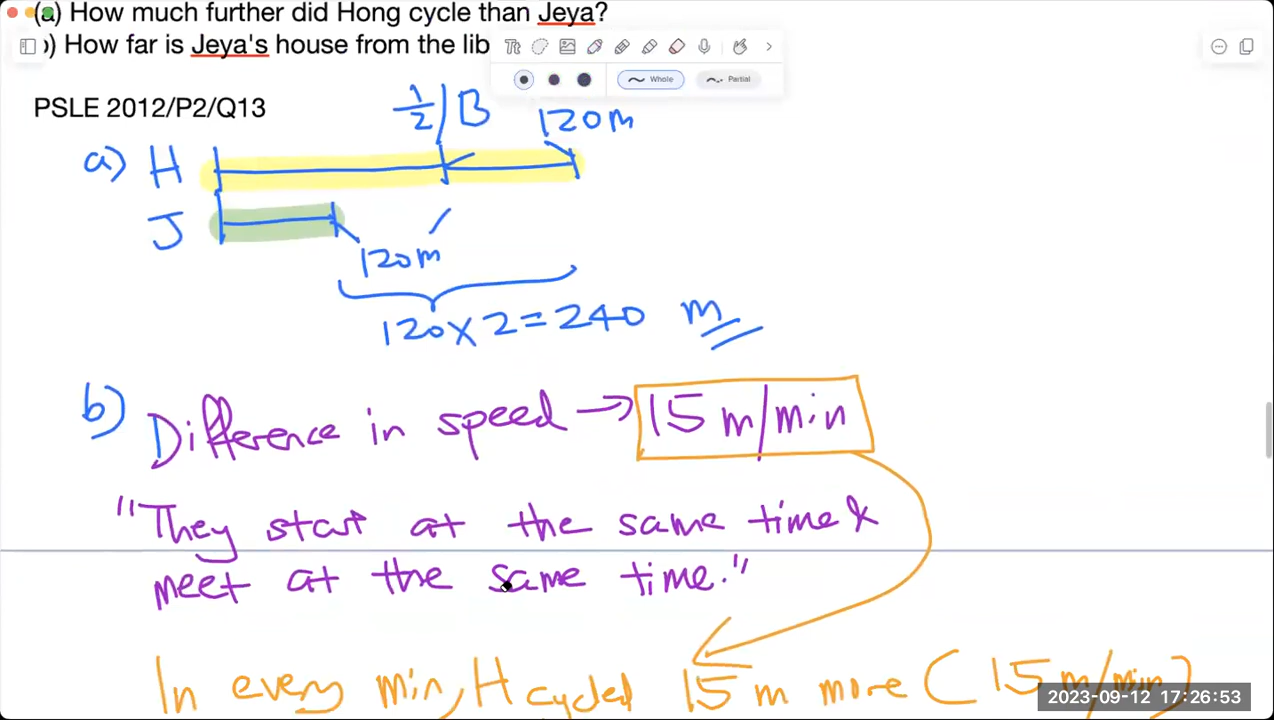 (a) How much further did Hong cycle than Jeya?
) How far is Jeya's house from the lib
Whole
Partial
PSLE 2012/P2/Q13
1/2 B
120m
a) H
J
120m
120 x 2 = 240 m
b) Difference in speed → 15 m/min
"They start at the same time &
meet at the same time."
In every min, H cycled 15 m more (15 m/min)
2023-09-12 17:26:53